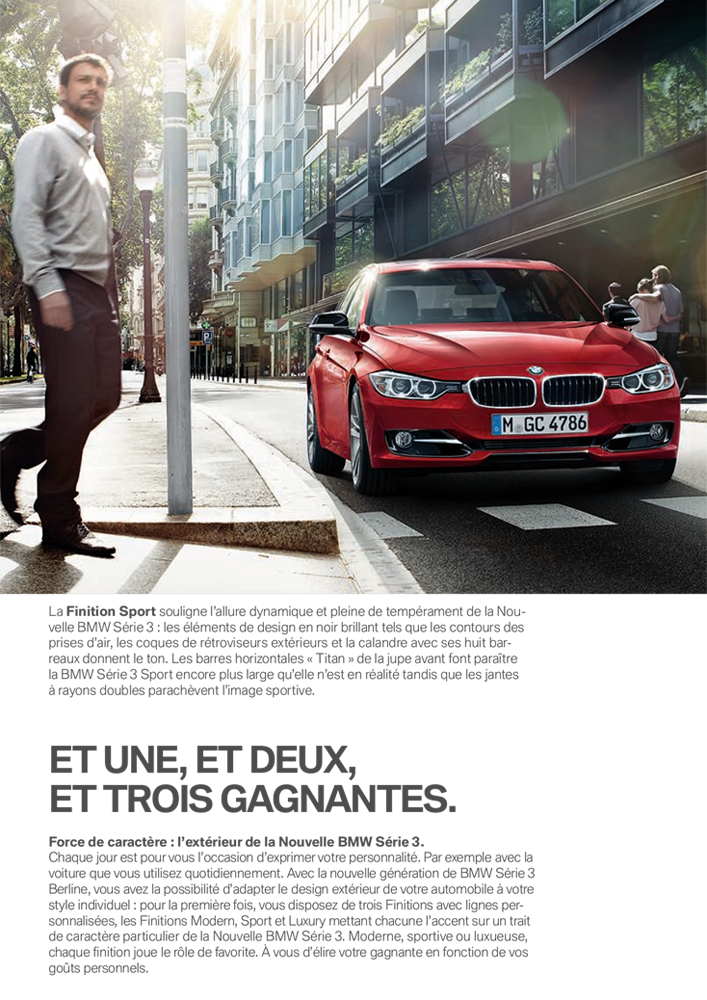 M GC 4786
P
La Finition Sport souligne l'allure dynamique et pleine de tempérament de la Nou-
velle BMW Série 3 : les éléments de design en noir brillant tels que les contours des
prises d'air, les coques de rétroviseurs extérieurs et la calandre avec ses huit bar-
reaux donnent le ton. Les barres horizontales « Titan » de la jupe avant font paraître
la BMW Série 3 Sport encore plus large qu'elle n'est en réalité tandis que les jantes
à rayons doubles parachèvent l'image sportive.
ET UNE, ET DEUX,
ET TROIS GAGNANTES.
Force de caractère : l'extérieur de la Nouvelle BMW Série 3.
Chaque jour est pour vous l'occasion d'exprimer votre personnalité. Par exemple avec la
voiture que vous utilisez quotidiennement. Avec la nouvelle génération de BMW Série 3
Berline, vous avez la possibilité d'adapter le design extérieur de votre automobile à votre
style individuel : pour la première fois, vous disposez de trois Finitions avec lignes per-
sonnalisées, les Finitions Modern, Sport et Luxury mettant chacune l'accent sur un trait
de caractère particulier de la Nouvelle BMW Série 3. Moderne, sportive ou luxueuse,
chaque finition joue le rôle de favorite. À vous d'élire votre gagnante en fonction de vos
goûts personnels.